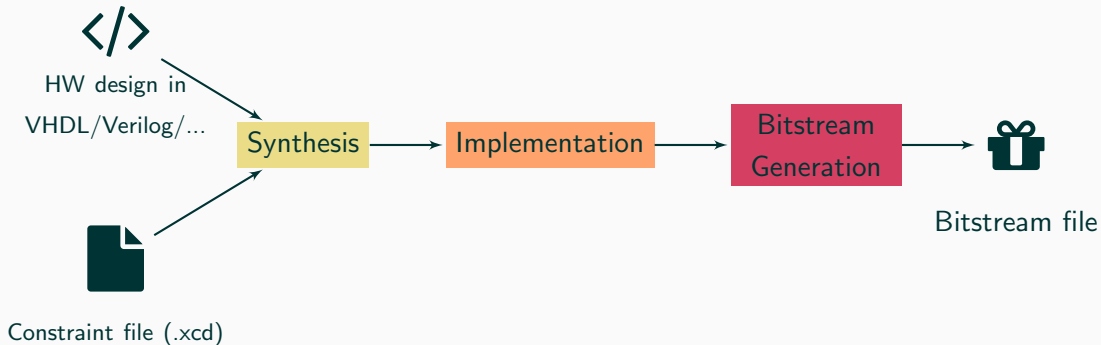 HW design in
VHDL/Verilog/...
Synthesis
Implementation
Bitstream
Generation
Bitstream file
Constraint file (.xcd)